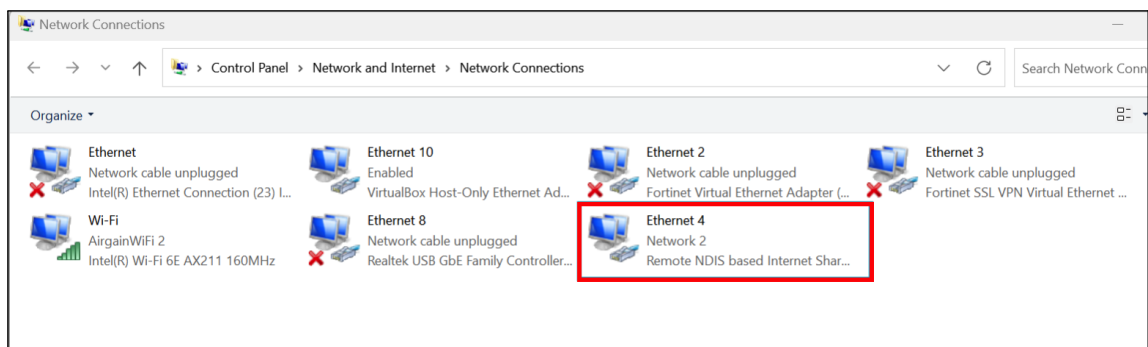 Network Connections
Control Panel > Network and Internet > Network Connections
Search Network Conn
Organize
Ethernet
Network cable unplugged
Intel(R) Ethernet Connection (23) I...
Ethernet 10
Enabled
VirtualBox Host-Only Ethernet Ad...
Ethernet 2
Network cable unplugged
Fortinet Virtual Ethernet Adapter (...
Ethernet 3
Network cable unplugged
Fortinet SSL VPN Virtual Ethernet ...
Wi-Fi
AirgainWiFi 2
Intel(R) Wi-Fi 6E AX211 160MHz
Ethernet 8
Network cable unplugged
Realtek USB GbE Family Controller...
Ethernet 4
Network 2
Remote NDIS based Internet Shar...